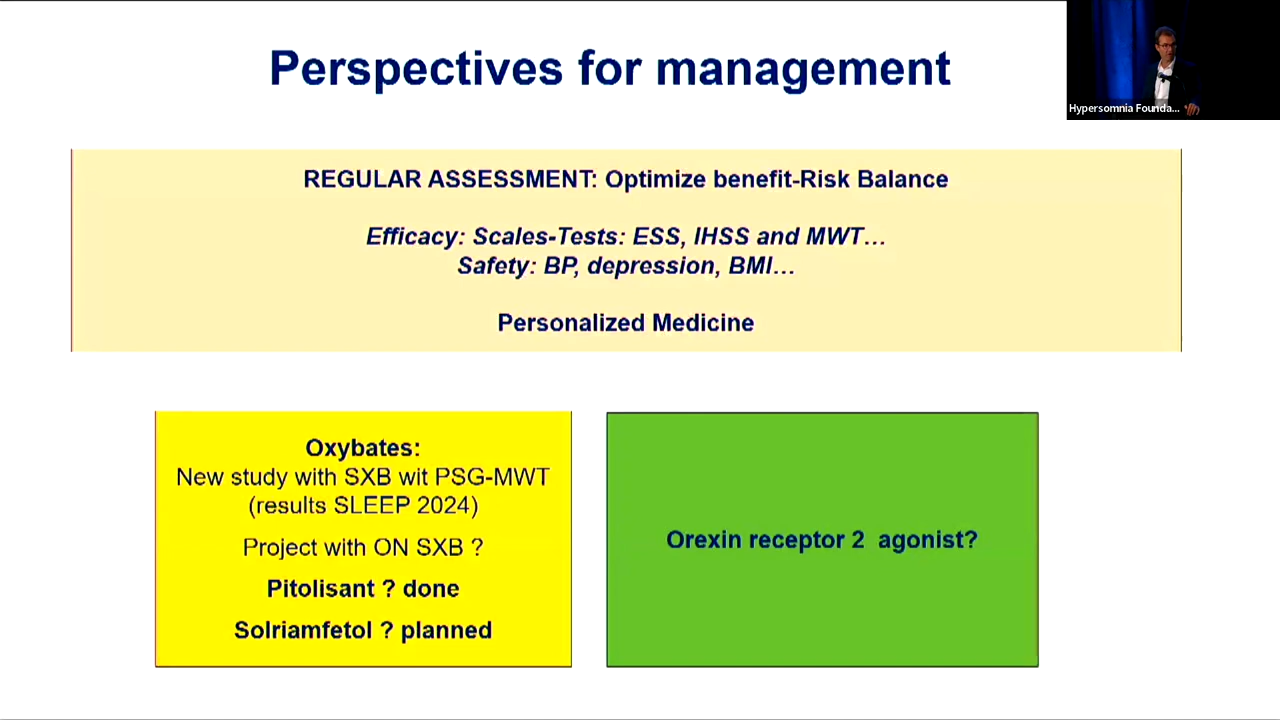 Perspectives for management
Hypersomnia Founda...
REGULAR ASSESSMENT: Optimize benefit-Risk Balance
Efficacy: Scales-Tests: ESS, IHSS and MWT…
Safety: BP, depression, BMI…
Personalized Medicine
Oxybates:
New study with SXB wit PSG-MWT
(results SLEEP 2024)
Project with ON SXB ?
Pitolisant ? done
Solriamfetol ? planned
Orexin receptor 2 agonist?